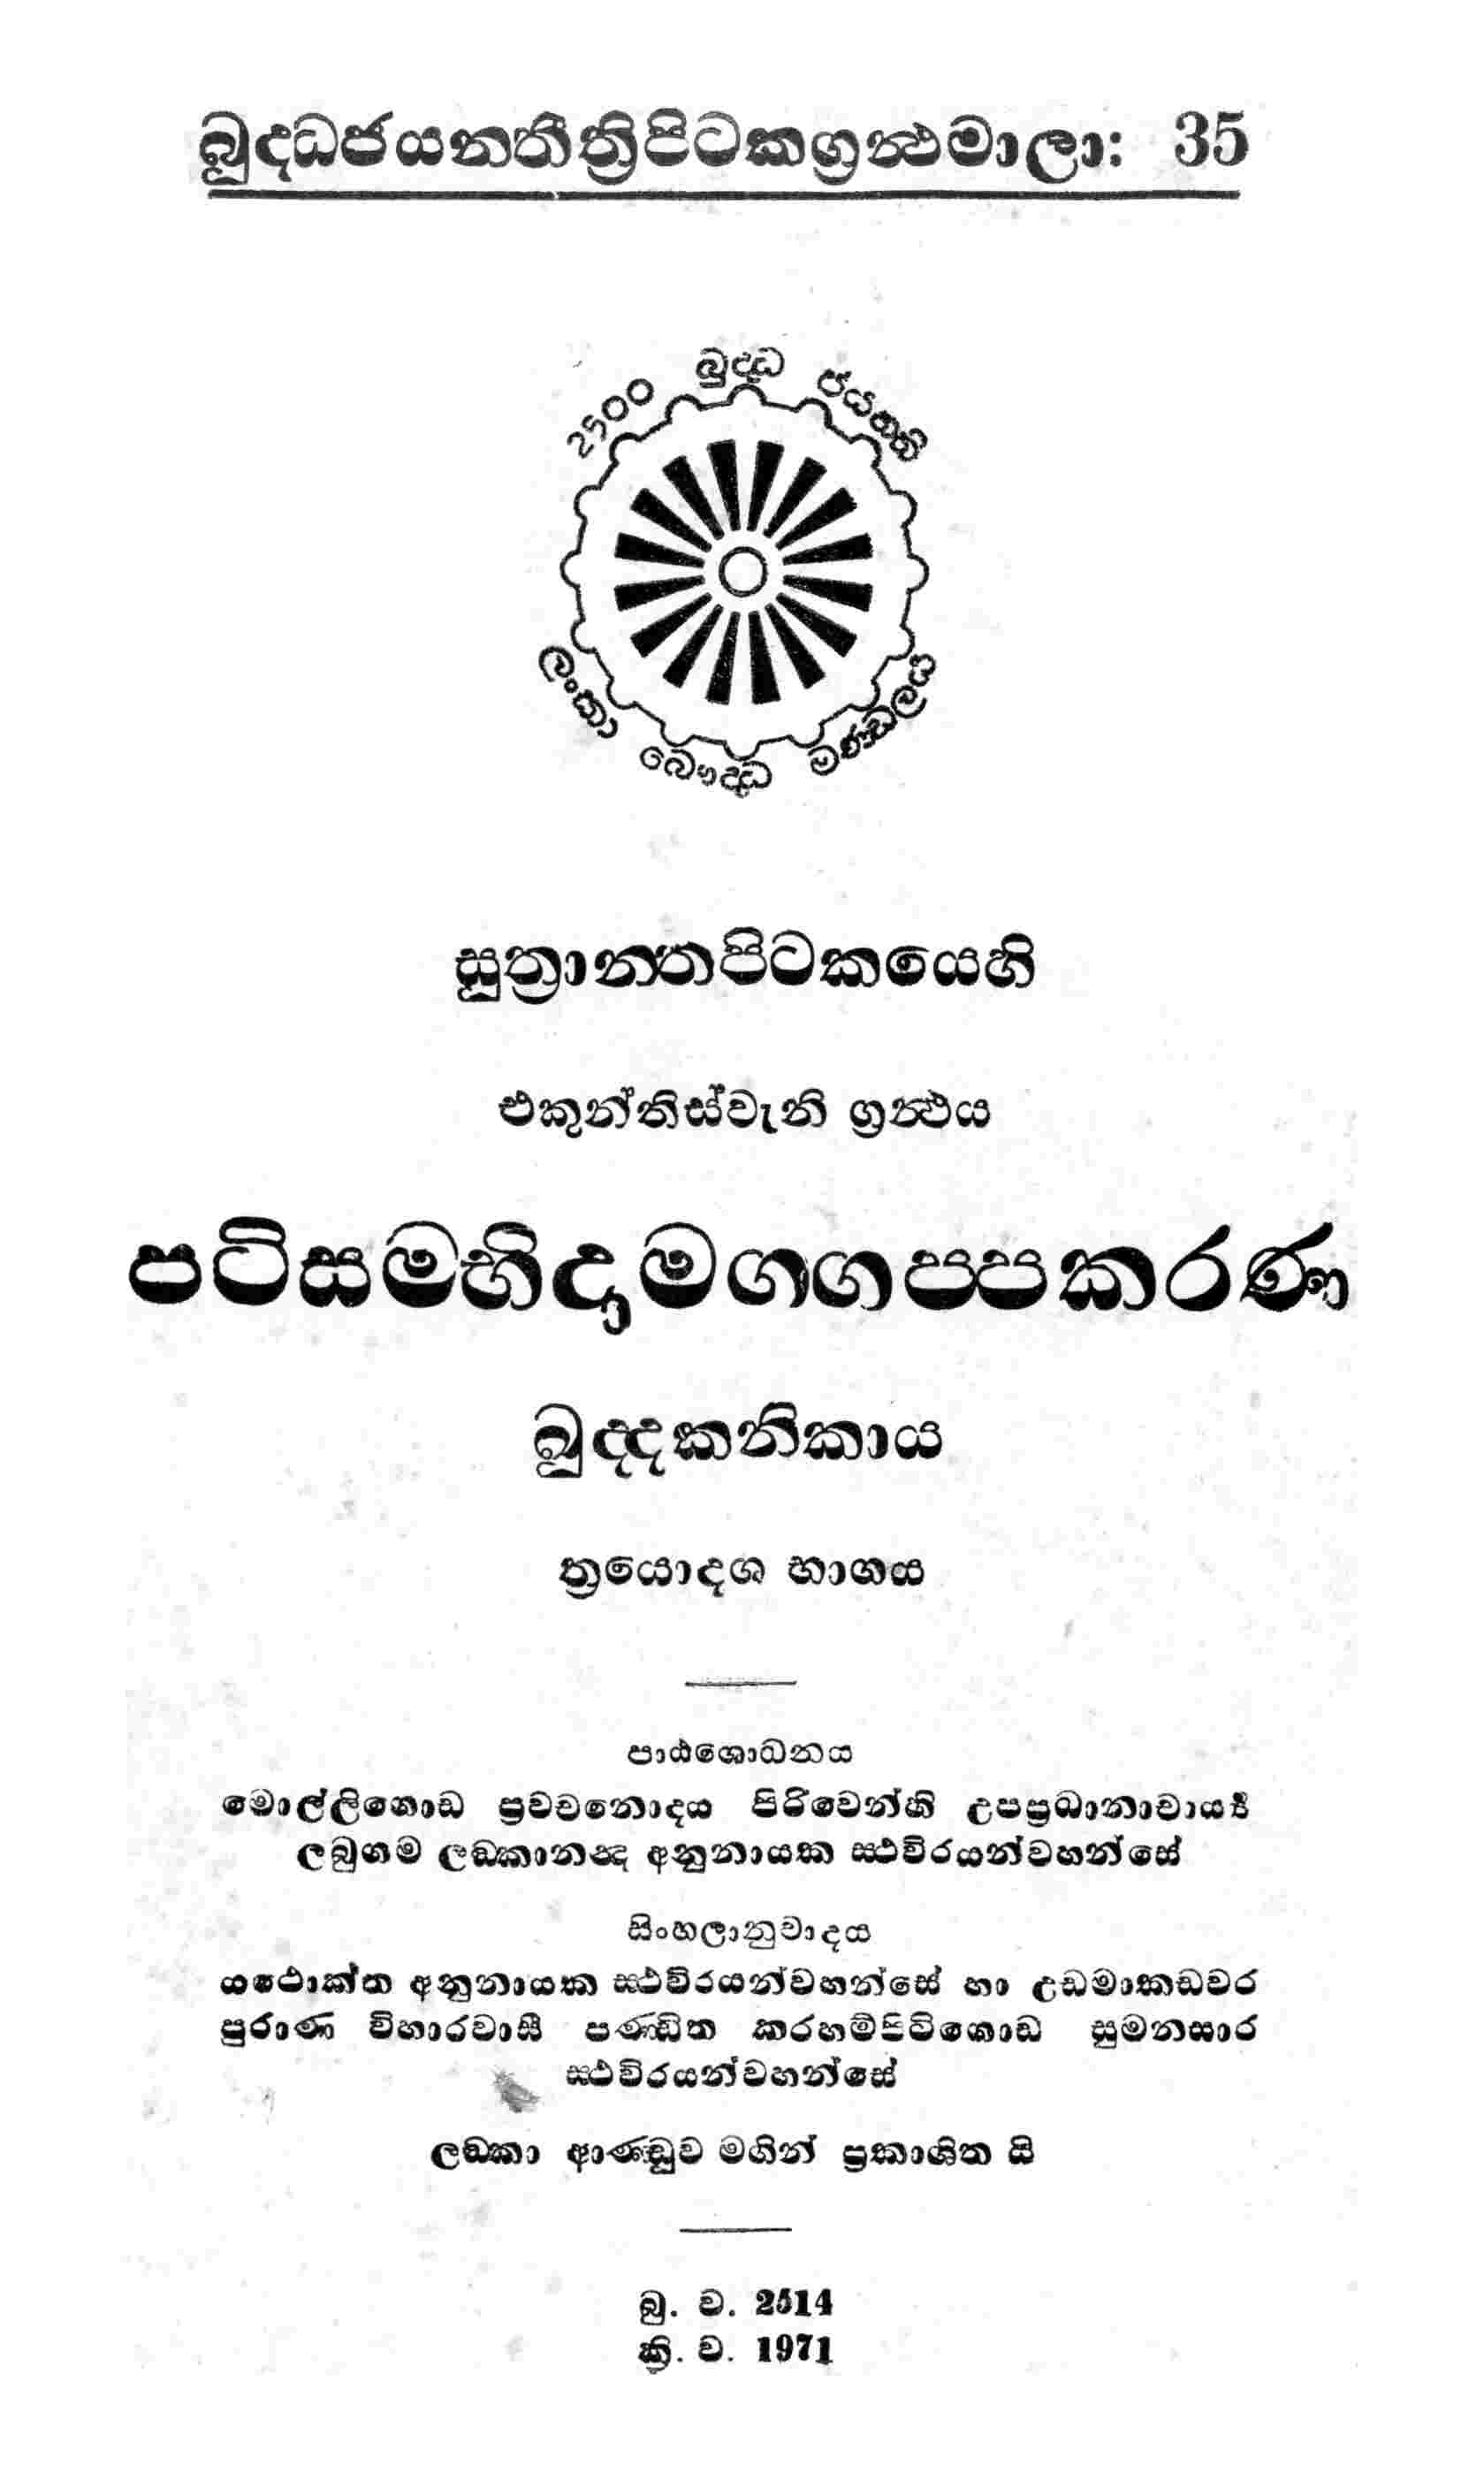 බුද්ධජයන්තීත්‍රිපිටකග්‍රන්ථමාලා: 35
2500 බුද්ධ ජයන්ති
ලංකා බෞද්ධ මණ්ඩලය
සූත්‍රාන්තපිටකයෙහි
එකුන්තිස්වැනි ග්‍රන්ථය
පටිසම්භිදාමග්ගප්පකරණ
ඛුද්දකනිකාය
ත්‍රයොදශ භාගය
පාඨශොධනය
මොල්ලිගොඩ ප්‍රවචනොදය පිරිවෙන්හි උපප්‍රධානාචාර්‍ය්‍ය
ලබුගම ලඞ්කානන්ද අනුනායක ස්ථවිරයන්වහන්සේ
සිංහලානුවාදය
යථොක්ත අනුනායක ස්ථවිරයන්වහන්සේ හා උඩමාකඩවර
පුරාණ විහාරවාසී පණ්ඩිත කරහම්පිටිගොඩ සුමනසාර
ස්ථවිරයන්වහන්සේ
ලඞ්කා ආණ්ඩුව මගින් ප්‍රකාශිත යි
බු. ව. 2514
ක්‍රි. ව. 1971